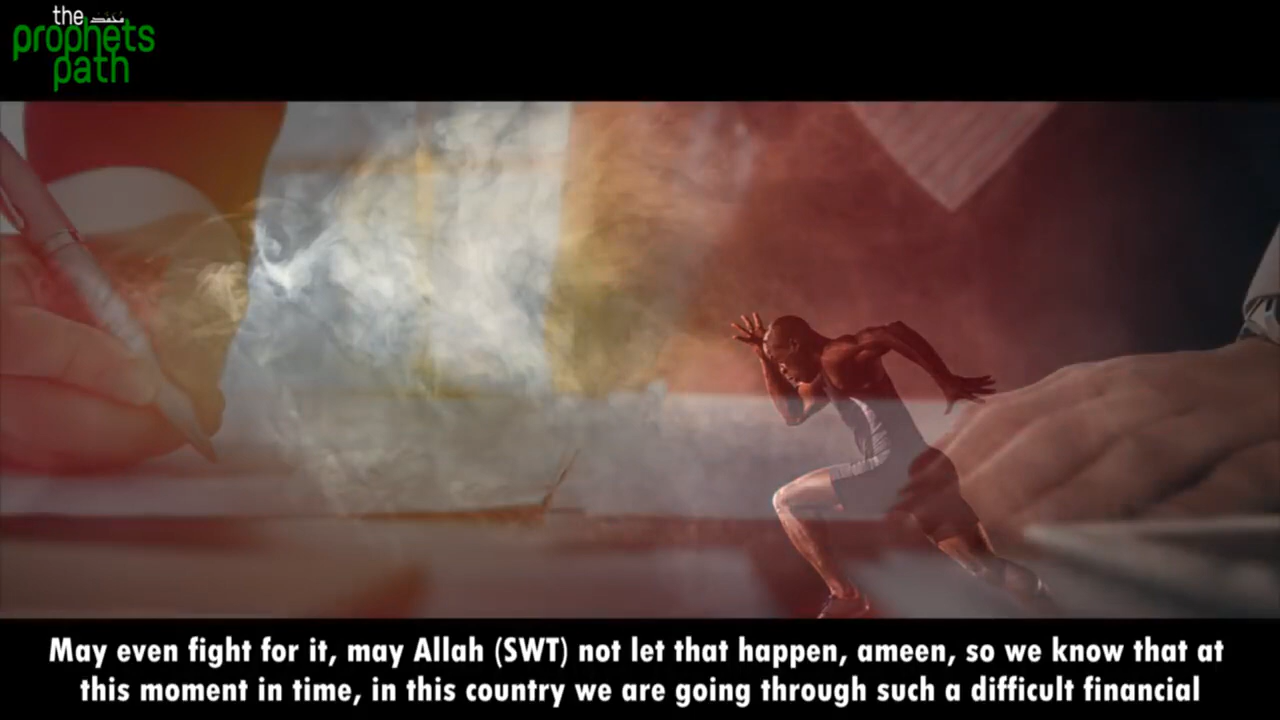 the محمد
prophets
path
May even fight for it, may Allah (SWT) not let that happen, ameen, so we know that at
this moment in time, in this country we are going through such a difficult financial